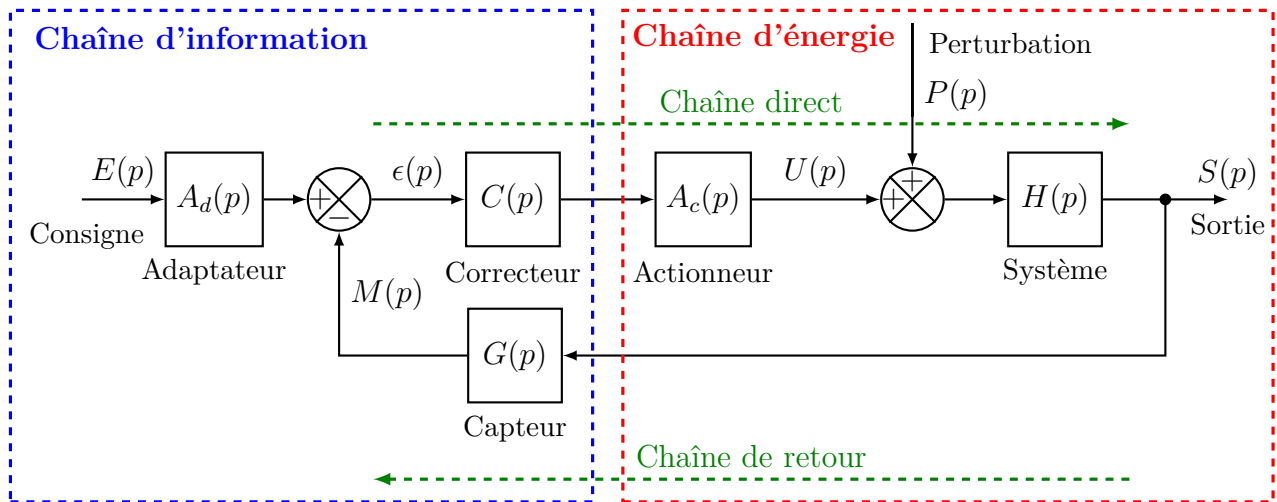 Chaîne d'information
Chaîne d'énergie
Perturbation
P(p)
Chaîne direct
E(p)
Consigne
A_d(p)
Adaptateur
+
−
ϵ(p)
C(p)
Correcteur
A_c(p)
Actionneur
U(p)
+
+
H(p)
Système
S(p)
Sortie
M(p)
G(p)
Capteur
Chaîne de retour